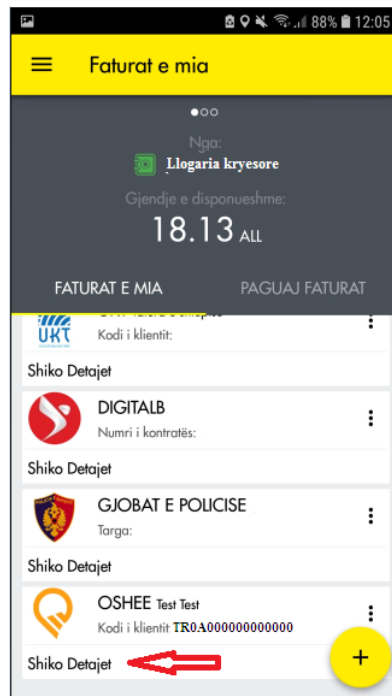 88% 12:05
Faturat e mia
Nga:
Llogaria kryesore
Gjendje e disponueshme:
18.13 ALL
FATURAT E MIA PAGUAJ FATURAT
UKT
Kodi i klientit:
Shiko Detajet
DIGITALB
Numri i kontratës:
Shiko Detajet
GJOBAT E POLICISE
Targa:
Shiko Detajet
OSHEE Test Test
Kodi i klientit TR0A000000000000
Shiko Detajet
+